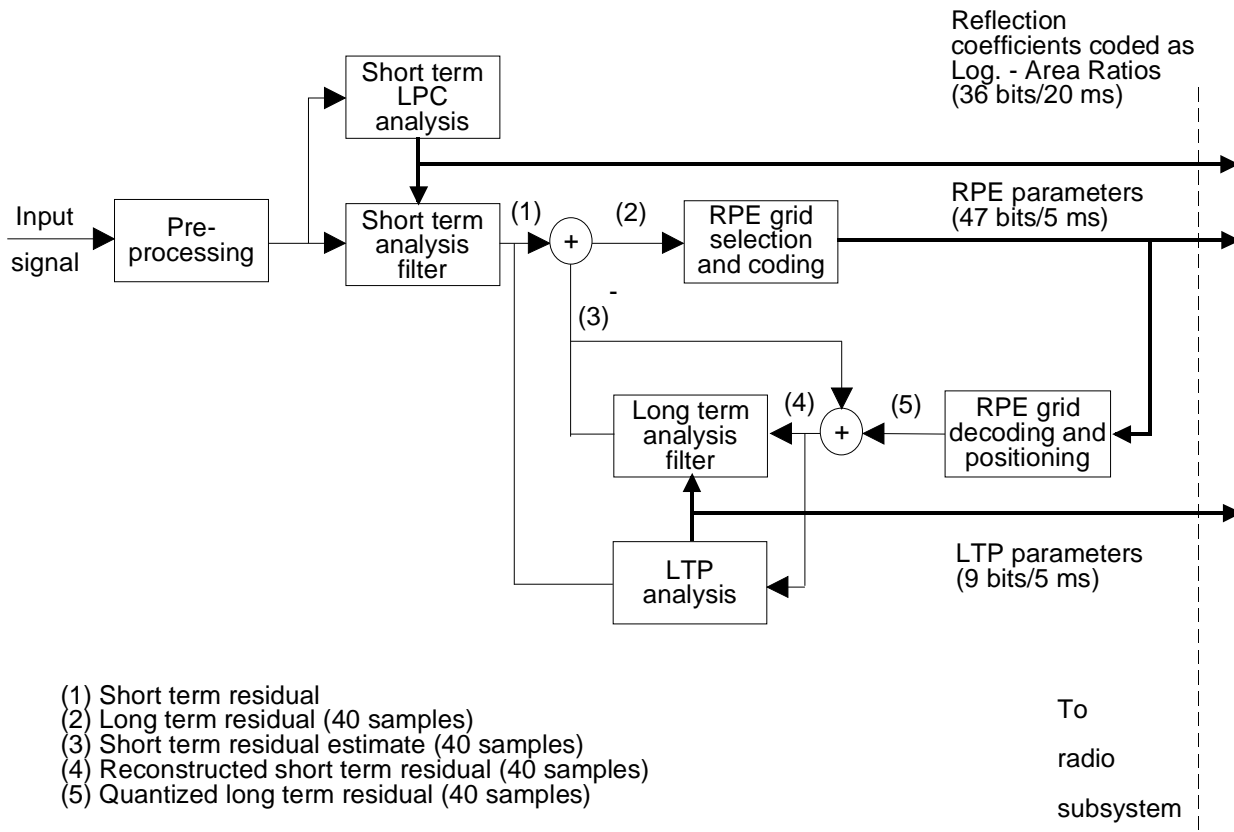 Reflection
coefficients coded as
Log. - Area Ratios
(36 bits/20 ms)
Short term
LPC
analysis
Input
signal
Pre-
processing
Short term
analysis
filter
(1)
+
(2)
RPE grid
selection
and coding
RPE parameters
(47 bits/5 ms)
-
(3)
Long term
analysis
filter
(4)
+
(5)
RPE grid
decoding and
positioning
LTP
analysis
LTP parameters
(9 bits/5 ms)
(1) Short term residual
(2) Long term residual (40 samples)
(3) Short term residual estimate (40 samples)
(4) Reconstructed short term residual (40 samples)
(5) Quantized long term residual (40 samples)
To
radio
subsystem